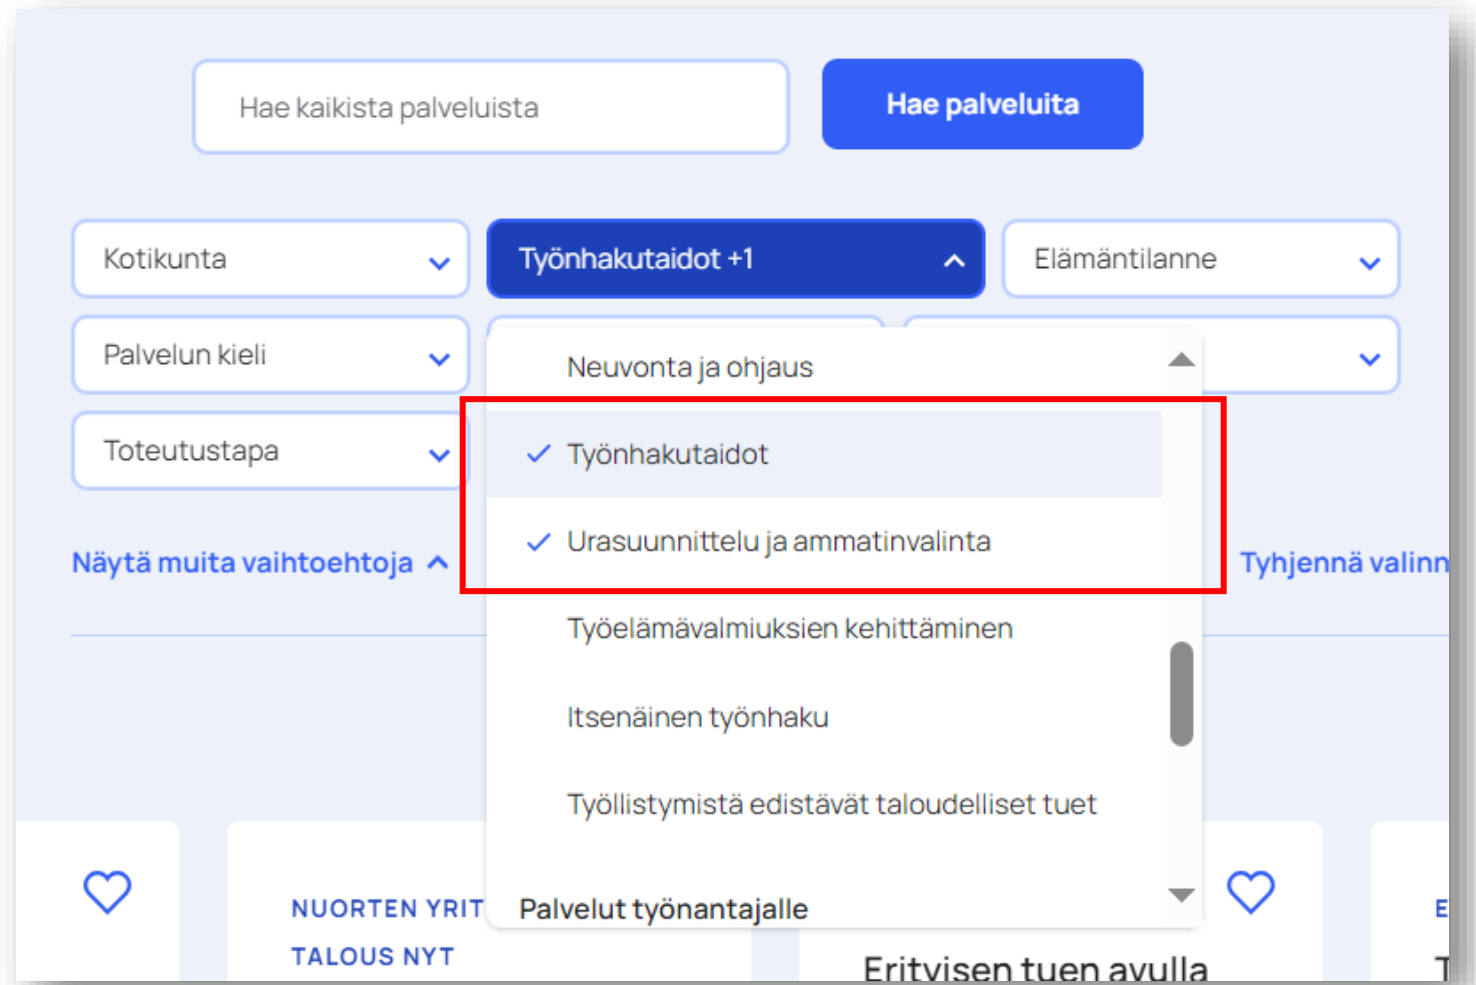 Hae kaikista palveluista
Hae palveluita
Kotikunta
Työnhakutaidot +1
Elämäntilanne
Palvelun kieli
Toteutustapa
Neuvonta ja ohjaus
Työnhakutaidot
Urasuunnittelu ja ammatinvalinta
Työelämävalmiuksien kehittäminen
Itsenäinen työnhaku
Työllistymistä edistävät taloudelliset tuet
Palvelut työnantajalle
Näytä muita vaihtoehtoja
Tyhjennä valinn
NUORTEN YRIT
TALOUS NYT
Erityisen tuen avulla
E
T